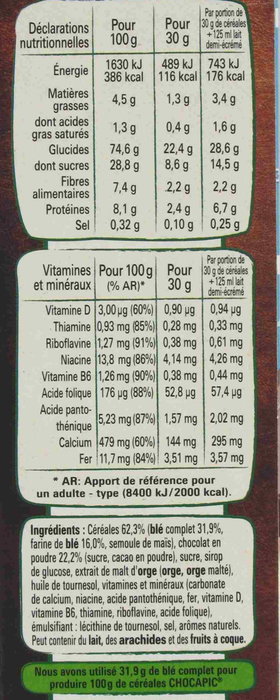 Déclarations nutritionnelles | Pour 100g | Pour 30 g | Par portion de 30 g de céréales +125 ml lait demi-écrémé
Énergie | 1630 kJ 386 kcal | 489 kJ 116 kcal | 743 kJ 176 kcal
Matières grasses | 4,5 g | 1,3 g | 3,4 g
dont acides gras saturés | 1,3 g | 0,4 g | 1,6 g
Glucides | 74,6 g | 22,4 g | 28,6 g
dont sucres | 28,8 g | 8,6 g | 14,5 g
Fibres alimentaires | 7,4 g | 2,2 g | 2,2 g
Protéines | 8,1 g | 2,4 g | 6,7 g
Sel | 0,32 g | 0,10 g | 0,25 g
Vitamines et minéraux | Pour 100g (% AR)* | Pour 30 g | Par portion de 30 g de céréales +125 ml lait demi-écrémé
Vitamine D | 3,00 µg (60%) | 0,90 µg | 0,94 µg
Thiamine | 0,93 mg (85%) | 0,28 mg | 0,33 mg
Riboflavine | 1,27 mg (91%) | 0,38 mg | 0,61 mg
Niacine | 13,8 mg (86%) | 4,14 mg | 4,26 mg
Vitamine B6 | 1,26 mg (90%) | 0,38 mg | 0,44 mg
Acide folique | 176 µg (88%) | 52,8 µg | 57,4 µg
Acide panto-thénique | 5,23 mg (87%) | 1,57 mg | 2,02 mg
Calcium | 479 mg (60%) | 144 mg | 295 mg
Fer | 11,7 mg (84%) | 3,51 mg | 3,57 mg
* AR: Apport de référence pour
un adulte - type (8400 kJ/2000 kcal).
Ingrédients : Céréales 62,3% (blé complet 31,9%,
farine de blé 16,0%, semoule de maïs), chocolat en
poudre 22,2% (sucre, cacao en poudre), sucre, sirop
de glucose, extrait de malt d'orge (orge, orge malté),
huile de tournesol, vitamines et minéraux (carbonate
de calcium, niacine, acide pantothénique, fer, vitamine D,
vitamine B6, thiamine, riboflavine, acide folique),
émulsifiant : lécithine de tournesol, sel, arômes naturels.
Peut contenir du lait, des arachides et des fruits à coque.
Nous avons utilisé 31,9g de blé complet pour
produire 100g de céréales CHOCAPIC®